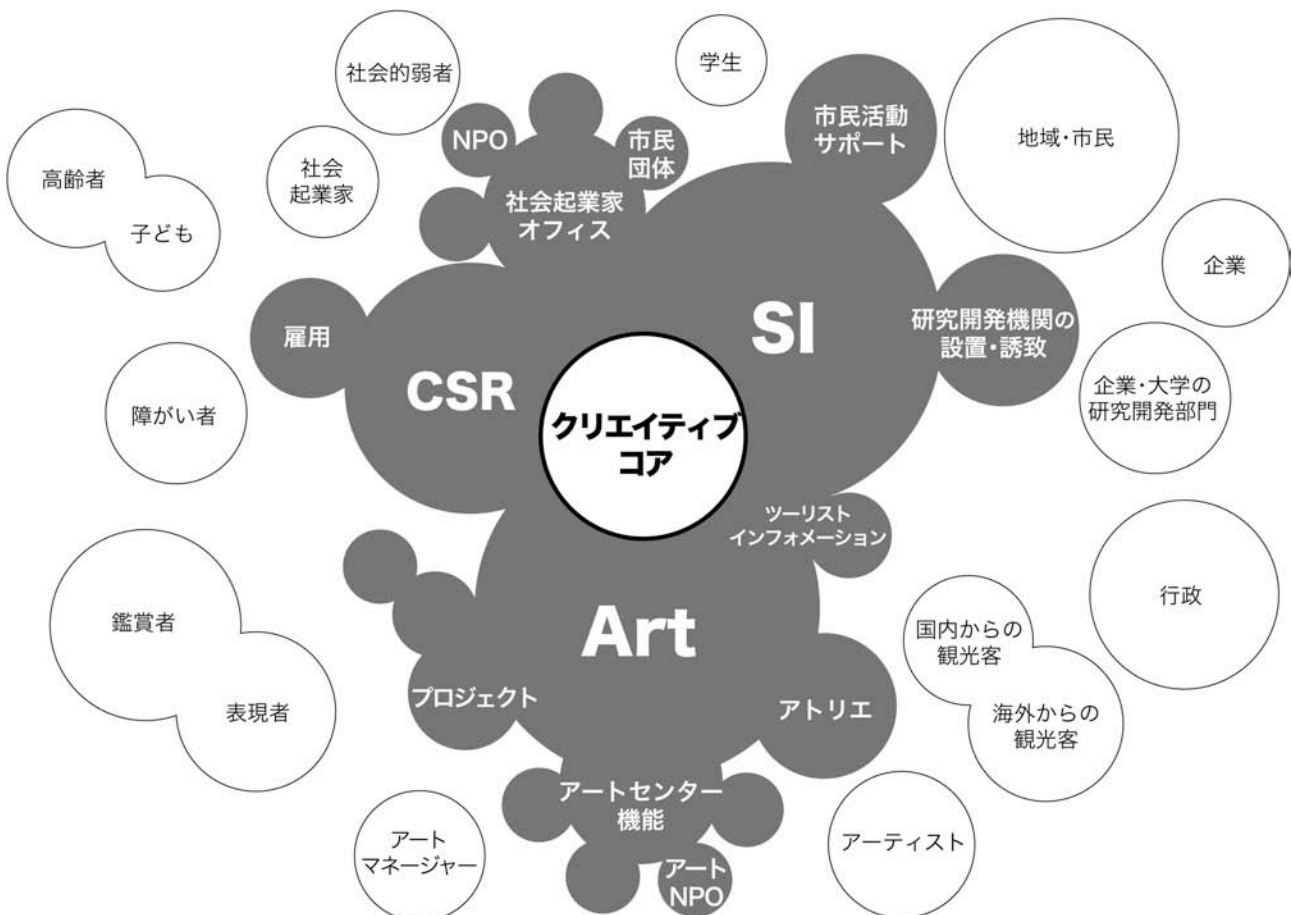 社会的弱者
学生
市民活動
サポート
地域・市民
NPO
市民
団体
高齢者
子ども
社会
起業家
社会起業家
オフィス
企業
雇用
SI
研究開発機関の
設置・誘致
CSR
障がい者
企業・大学の
研究開発部門
クリエイティブ
コア
ツーリスト
インフォメーション
鑑賞者
表現者
Art
行政
国内からの
観光客
海外からの
観光客
プロジェクト
アトリエ
アートセンター
機能
アート
マネージャー
アート
NPO
アーティスト